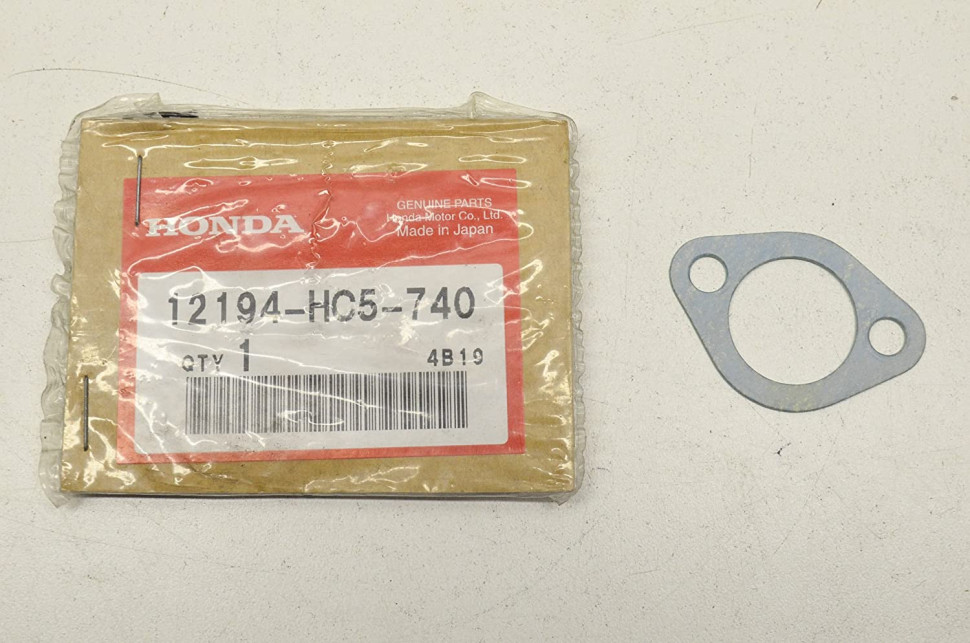 HONDA
GENUINE PARTS
Honda Motor Co., Ltd.
Made in Japan
12194-HC5-740
QTY 1
4B19